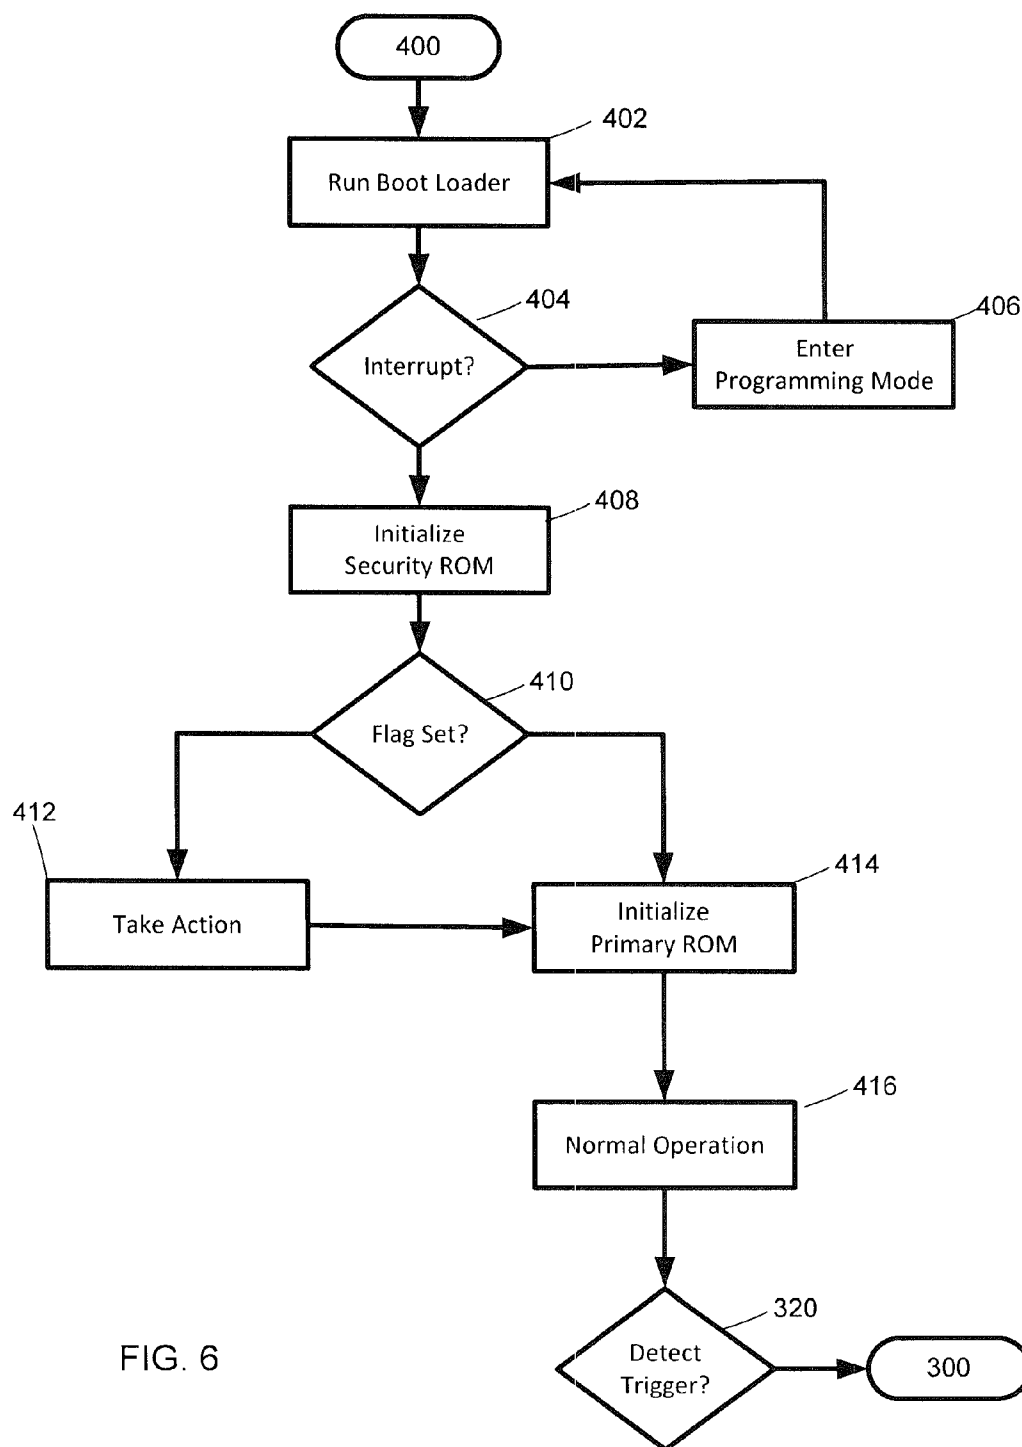 400
402
Run Boot Loader
404
Interrupt?
406
Enter
Programming Mode
408
Initialize
Security ROM
410
Flag Set?
412
Take Action
414
Initialize
Primary ROM
416
Normal Operation
320
Detect
Trigger?
300
FIG. 6